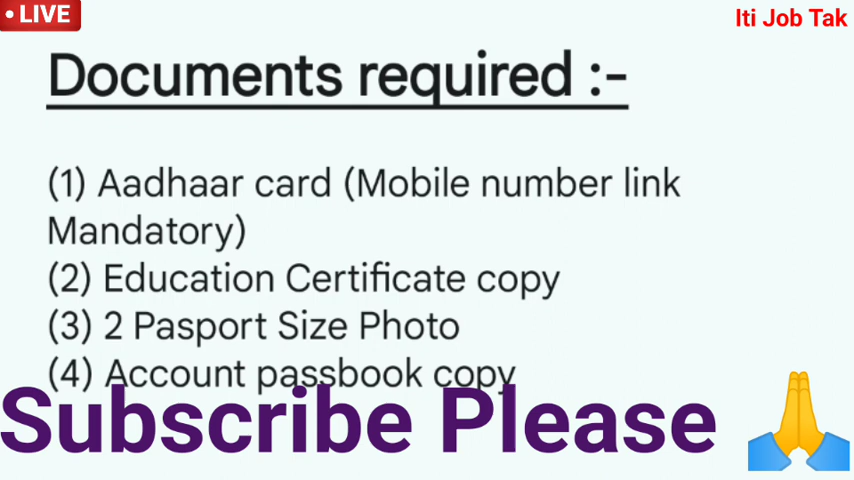 • LIVE
Iti Job Tak
Documents required :-
(1) Aadhaar card (Mobile number link
Mandatory)
(2) Education Certificate copy
(3) 2 Pasport Size Photo
(4) Account passbook copy
Subscribe Please